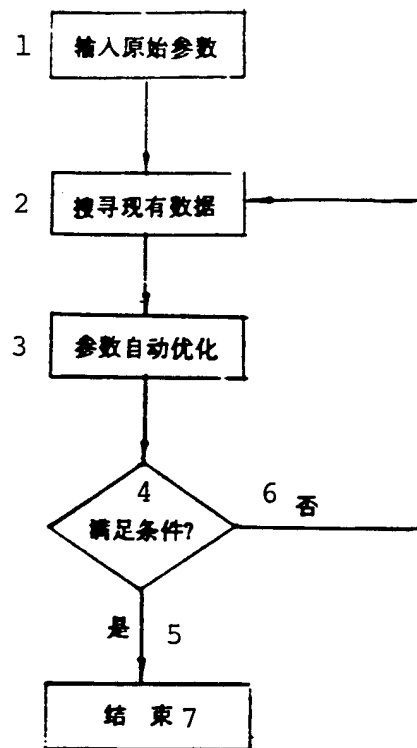 1 输入原始参数
2 搜寻现有数据
3 参数自动优化
4
满足条件?
6 否
是 5
结 束 7